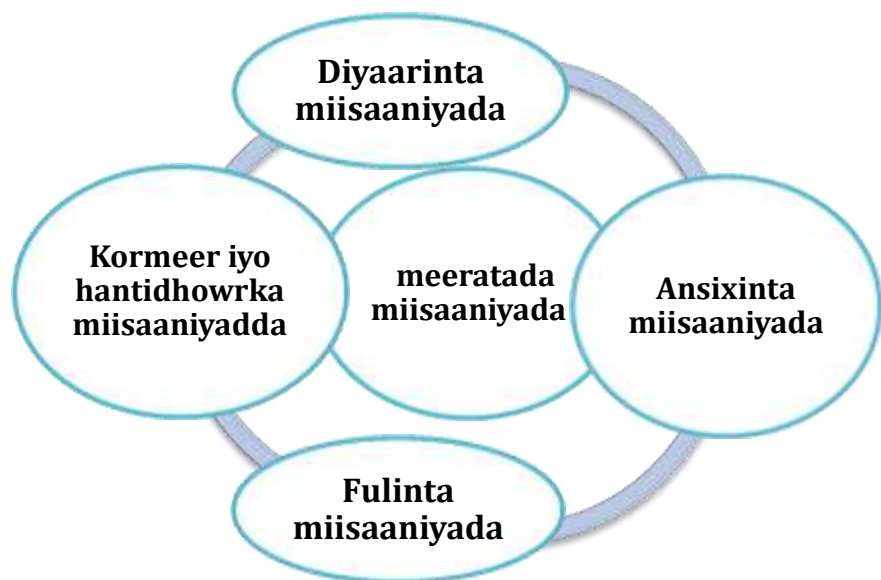 Diyaarinta
miisaaniyada
Kormeer iyo
hantidhowrka
miisaaniyadda
meeratada
miisaaniyada
Ansixinta
miisaaniyada
Fulinta
miisaaniyada